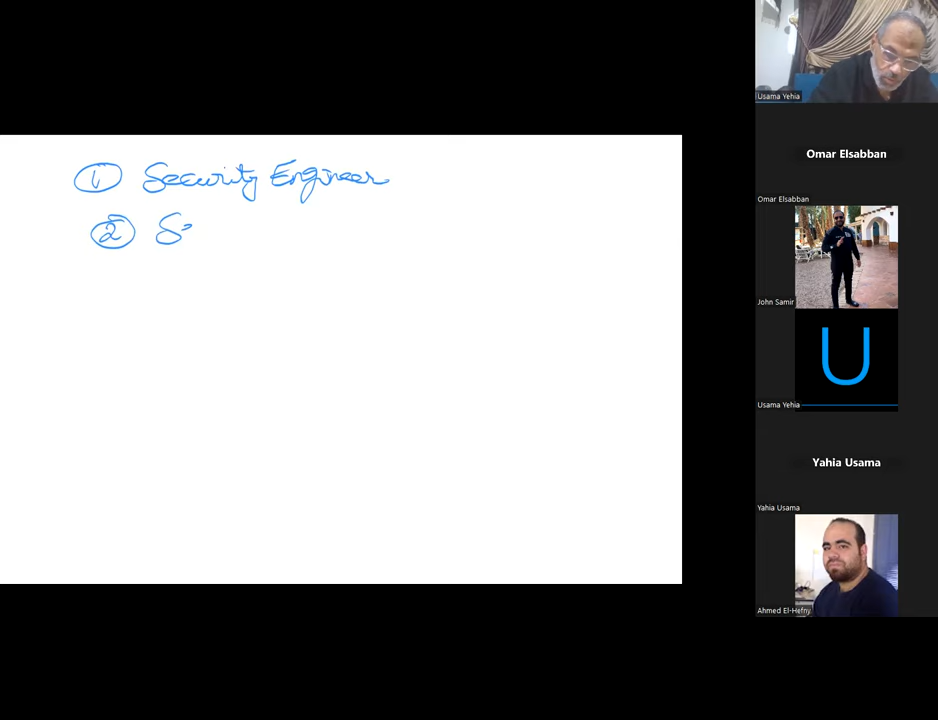 ① Security Engineer
② S
Usama Yehia
Omar Elsabban
Omar Elsabban
John Samir
U
Usama Yehia
Yahia Usama
Yahia Usama
Ahmed El-Hefny